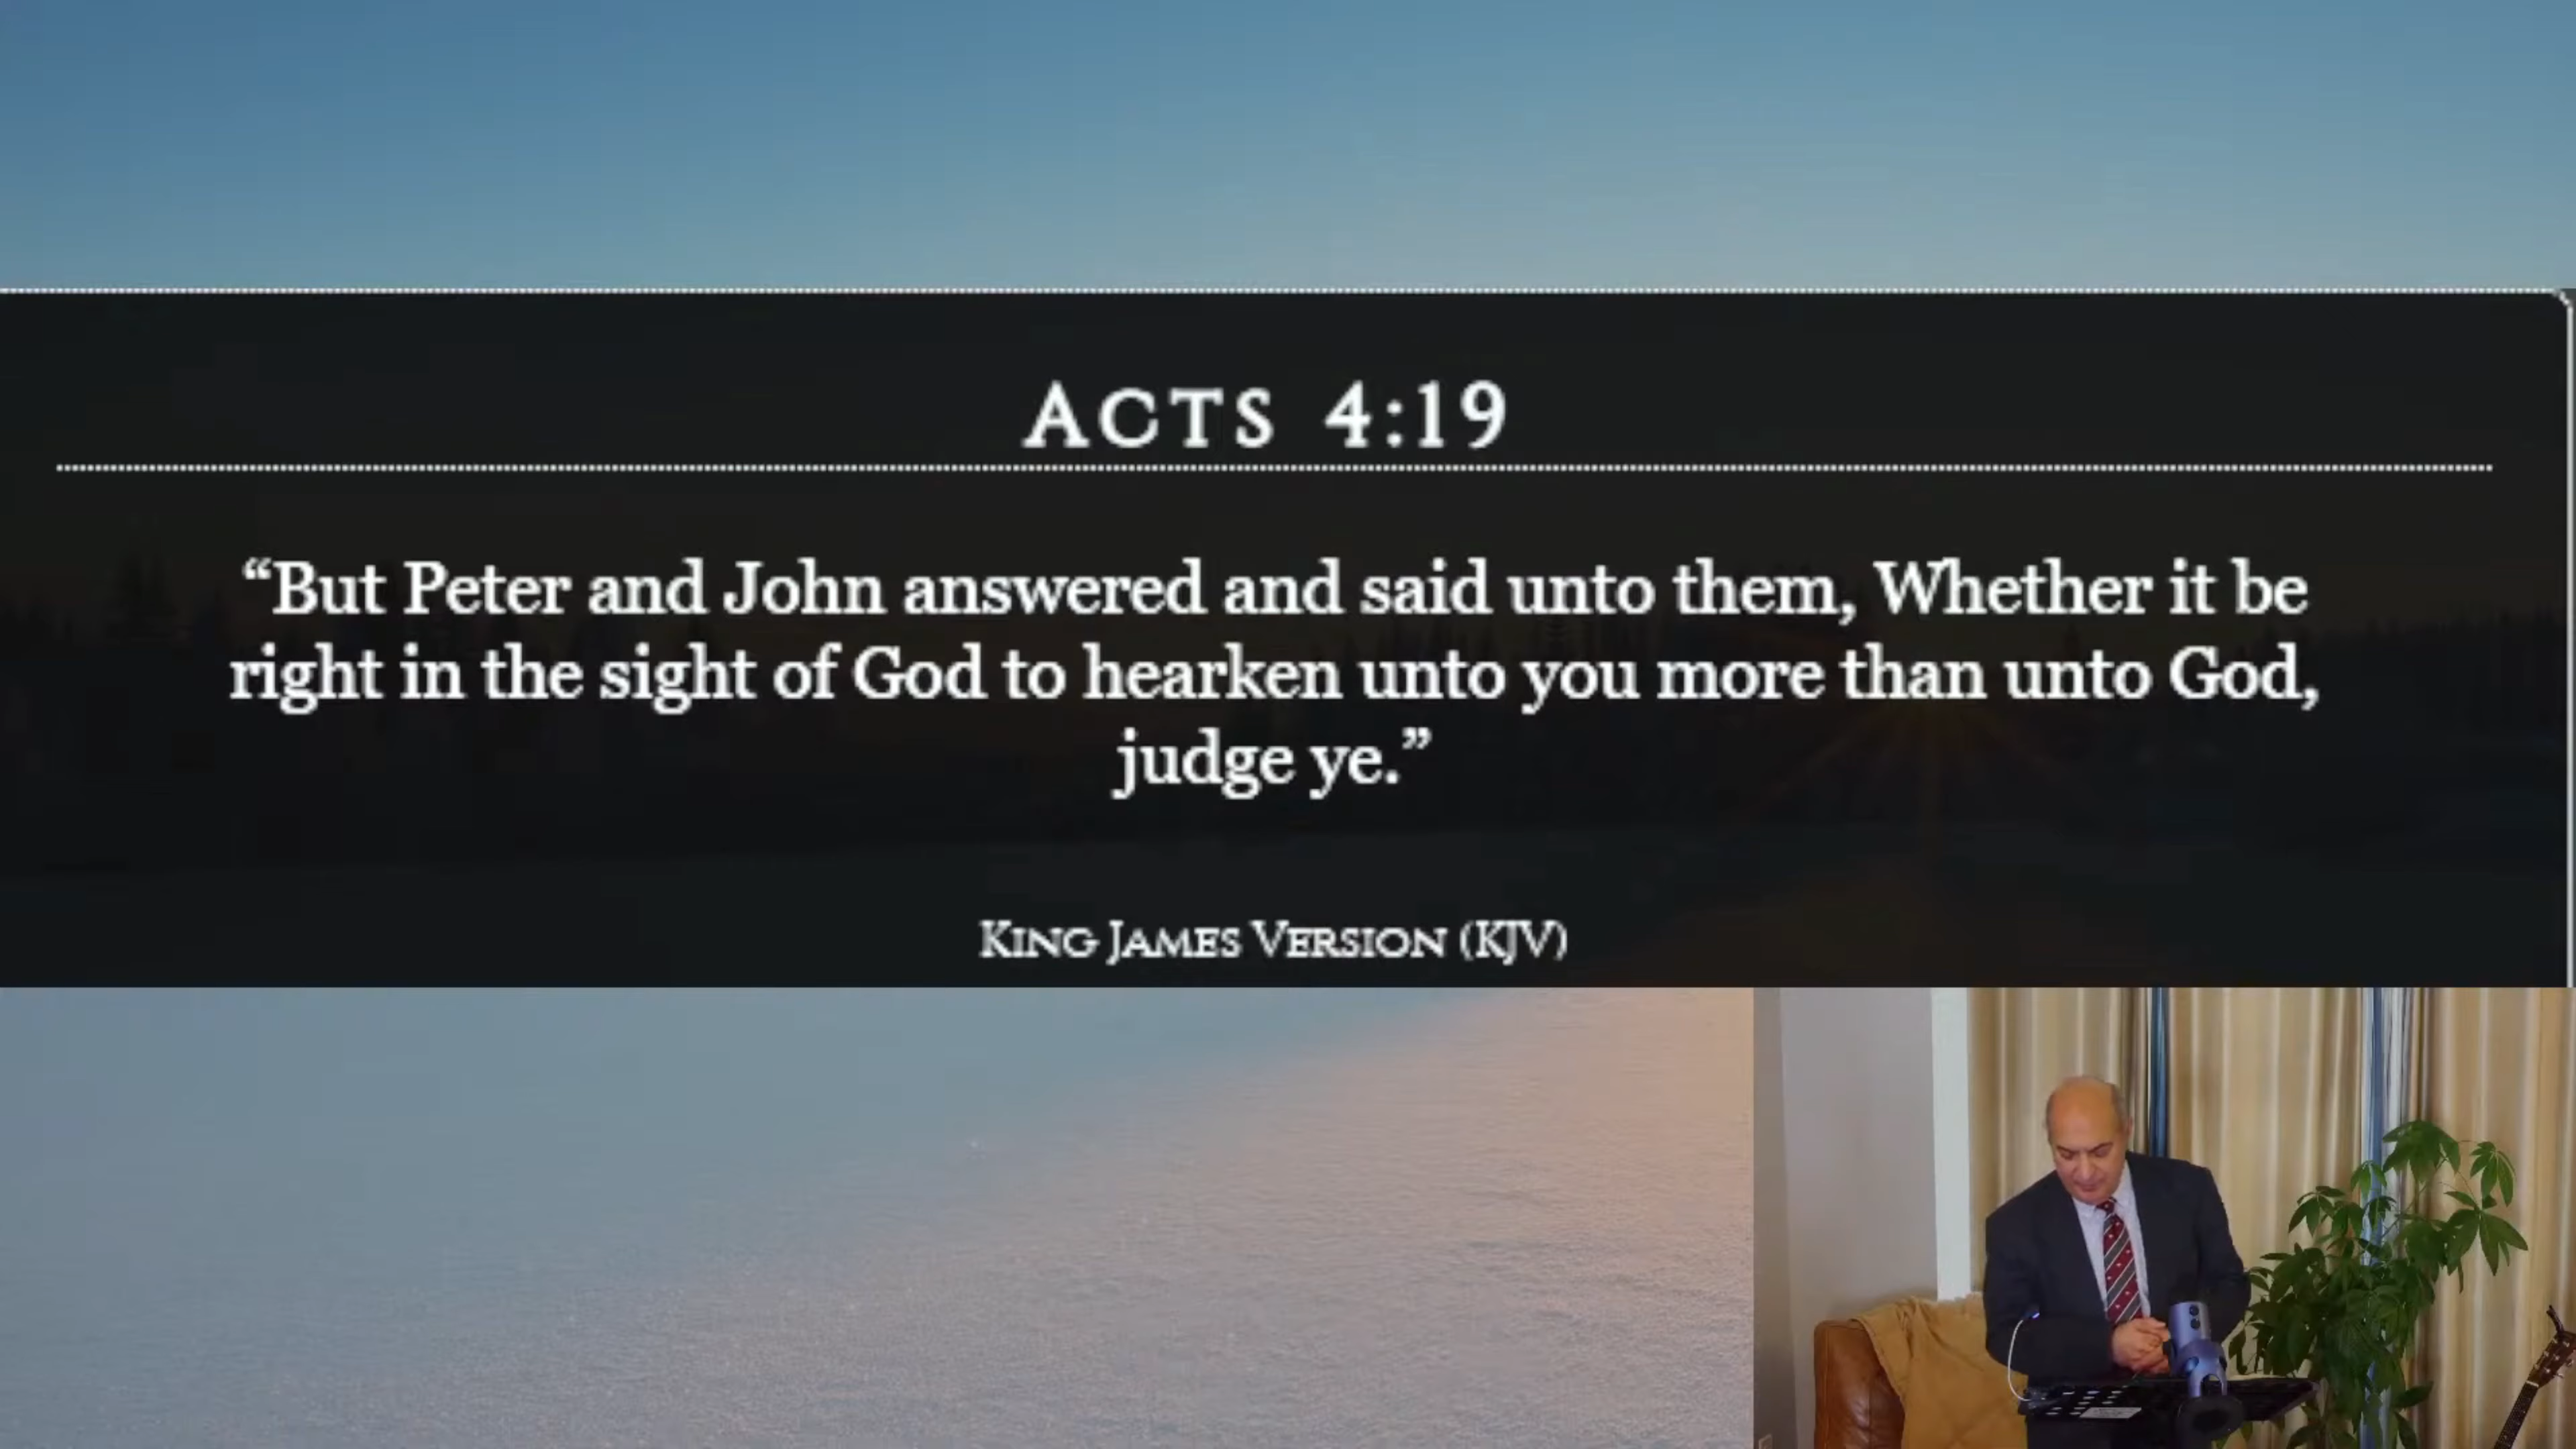 ACTS 4:19
“But Peter and John answered and said unto them, Whether it be
right in the sight of God to hearken unto you more than unto God,
judge ye.”
KING JAMES VERSION (KJV)